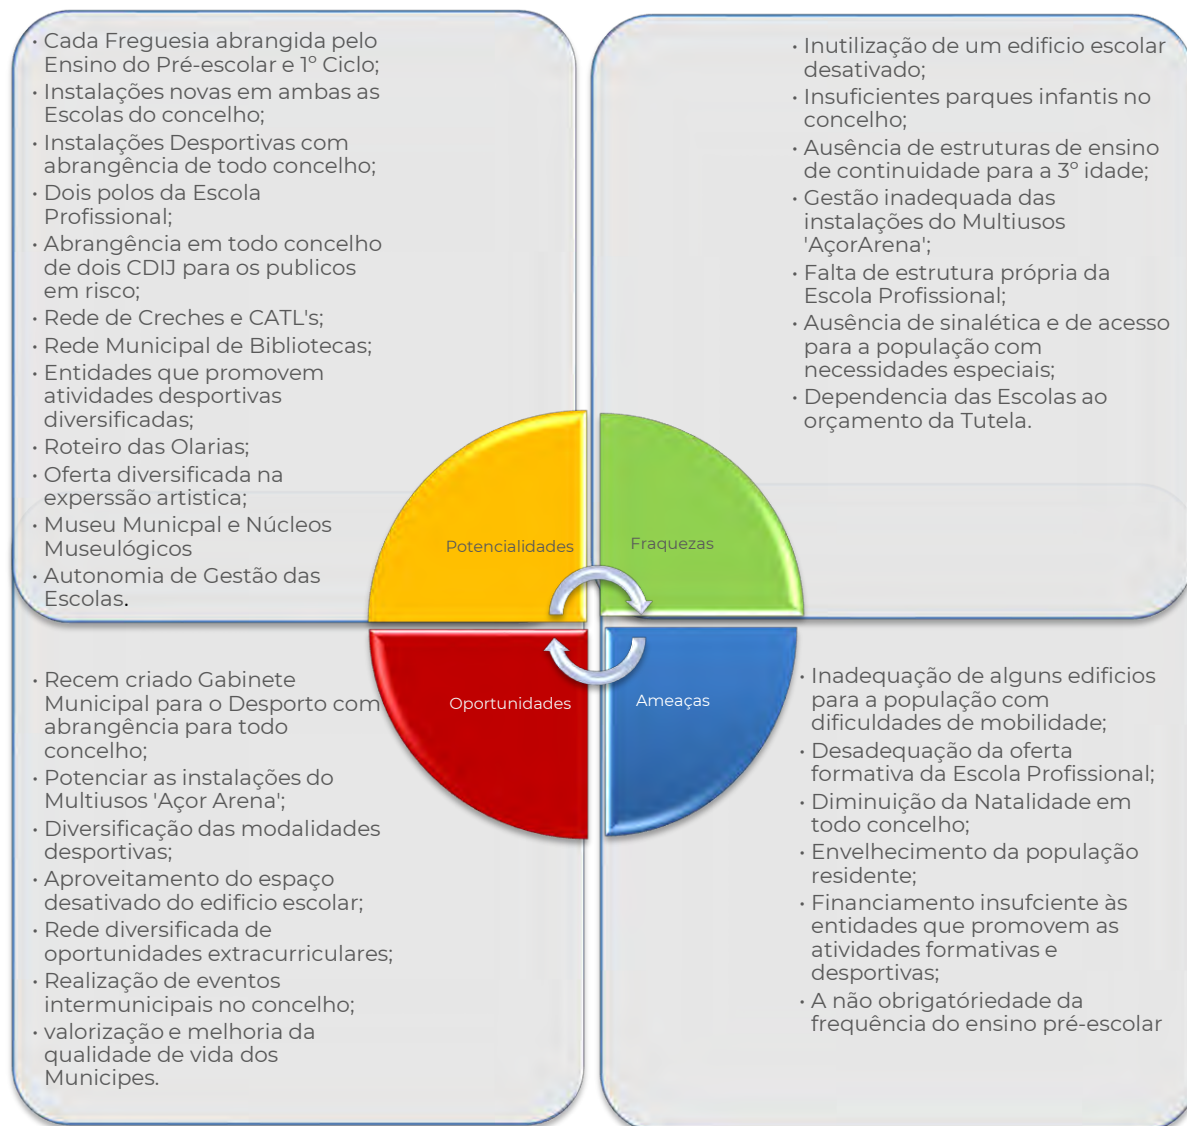 · Cada Freguesia abrangida pelo
Ensino do Pré-escolar e 1º Ciclo;
· Instalações novas em ambas as
Escolas do concelho;
· Instalações Desportivas com
abrangência de todo concelho;
· Dois polos da Escola
Profissional;
· Abrangência em todo concelho
de dois CDIJ para os publicos
em risco;
· Rede de Creches e CATL's;
· Rede Municipal de Bibliotecas;
· Entidades que promovem
atividades desportivas
diversificadas;
· Roteiro das Olarias;
· Oferta diversificada na
experssão artistica;
· Museu Municpal e Núcleos
Museulógicos
· Autonomia de Gestão das
Escolas.
· Inutilização de um edificio escolar
desativado;
· Insuficientes parques infantis no
concelho;
· Ausência de estruturas de ensino
de continuidade para a 3º idade;
· Gestão inadequada das
instalações do Multiusos
'AçorArena';
· Falta de estrutura própria da
Escola Profissional;
· Ausência de sinalética e de acesso
para a população com
necessidades especiais;
· Dependencia das Escolas ao
orçamento da Tutela.
Potencialidades
Fraquezas
Oportunidades
Ameaças
· Recem criado Gabinete
Municipal para o Desporto com
abrangência para todo
concelho;
· Potenciar as instalações do
Multiusos 'Açor Arena';
· Diversificação das modalidades
desportivas;
· Aproveitamento do espaço
desativado do edificio escolar;
· Rede diversificada de
oportunidades extracurriculares;
· Realização de eventos
intermunicipais no concelho;
· valorização e melhoria da
qualidade de vida dos
Municipes.
· Inadequação de alguns edificios
para a população com
dificuldades de mobilidade;
· Desadequação da oferta
formativa da Escola Profissional;
· Diminuição da Natalidade em
todo concelho;
· Envelhecimento da população
residente;
· Financiamento insufciente às
entidades que promovem as
atividades formativas e
desportivas;
· A não obrigatóriedade da
frequência do ensino pré-escolar